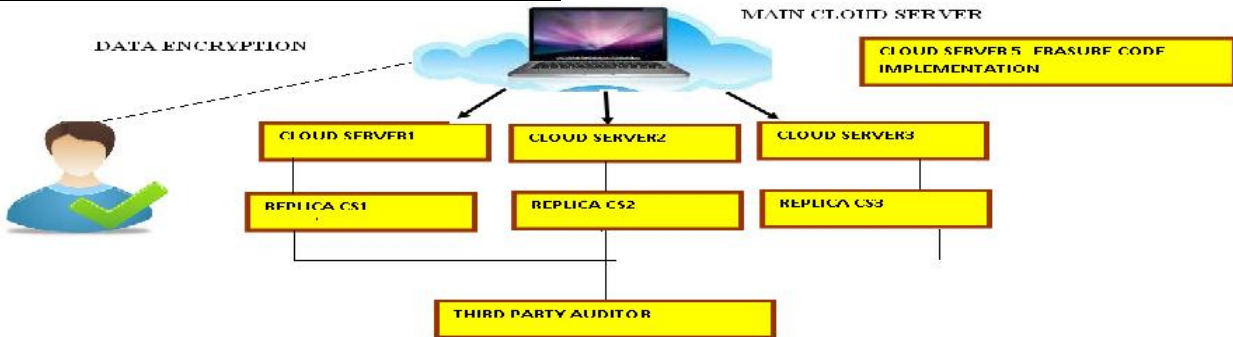 MAIN CLOUD SERVER
DATA ENCRYPTION
CLOUD SERVER 5 ERASURE CODE
IMPLEMENTATION
CLOUD SERVER1
CLOUD SERVER2
CLOUD SERVER3
REPLICA CS1
REPLICA CS2
REPLICA CS3
THIRD PARTY AUDITOR